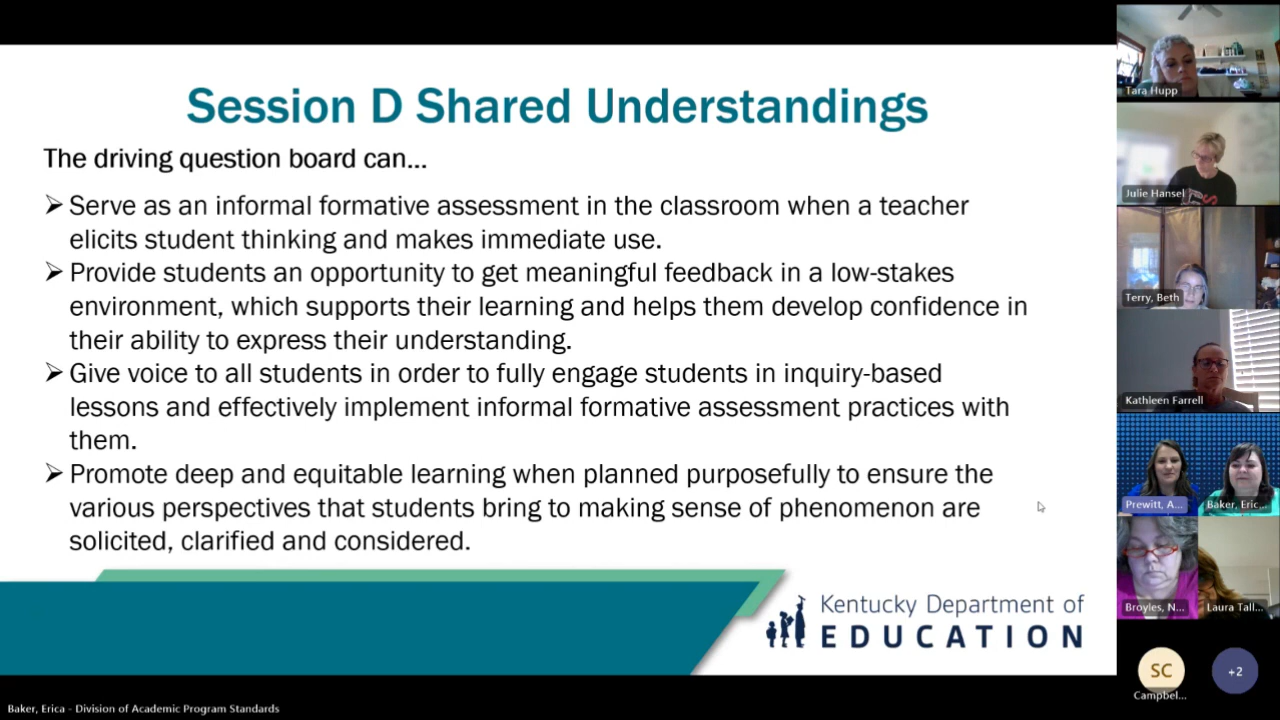 Session D Shared Understandings
The driving question board can...
➢ Serve as an informal formative assessment in the classroom when a teacher
elicits student thinking and makes immediate use.
➢ Provide students an opportunity to get meaningful feedback in a low-stakes
environment, which supports their learning and helps them develop confidence in
their ability to express their understanding.
➢ Give voice to all students in order to fully engage students in inquiry-based
lessons and effectively implement informal formative assessment practices with
them.
➢ Promote deep and equitable learning when planned purposefully to ensure the
various perspectives that students bring to making sense of phenomenon are
solicited, clarified and considered.
Kentucky Department of
EDUCATION
Baker, Erica - Division of Academic Program Standards
Tara Hupp
Julie Hansel
Terry, Beth
Kathleen Farrell
Prewitt, A...
Baker, Eric...
Broyles, N...
Laura Tall...
SC
Campbel...
+2